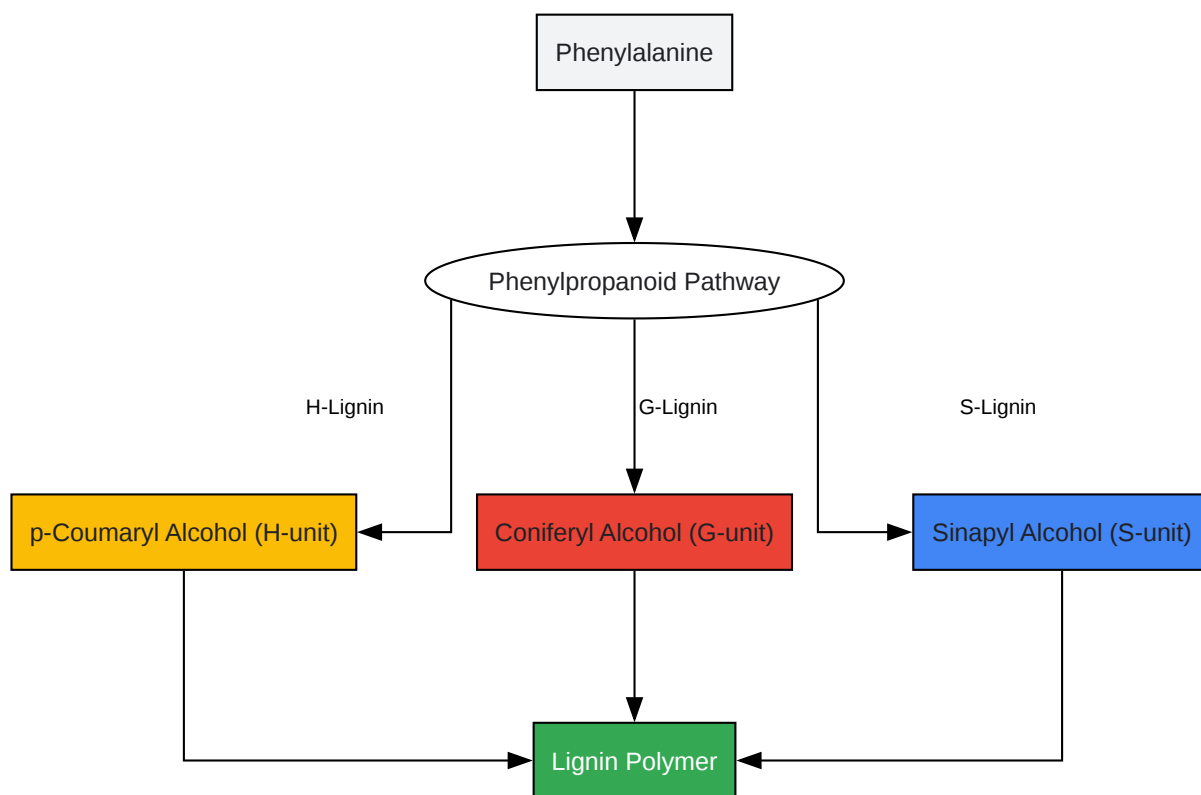 Phenylalanine
Phenylpropanoid Pathway
H-Lignin
G-Lignin
S-Lignin
p-Coumaryl Alcohol (H-unit)
Coniferyl Alcohol (G-unit)
Sinapyl Alcohol (S-unit)
Lignin Polymer